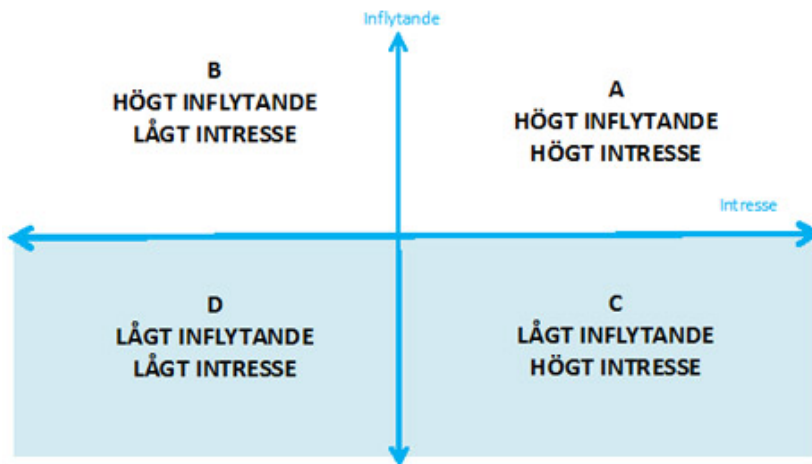 Inflytande
B
HÖGT INFLYTANDE
LÅGT INTRESSE
A
HÖGT INFLYTANDE
HÖGT INTRESSE
Intresse
D
LÅGT INFLYTANDE
LÅGT INTRESSE
C
LÅGT INFLYTANDE
HÖGT INTRESSE